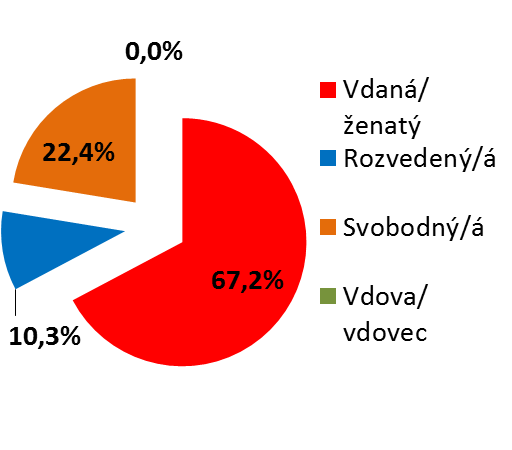 0,0%
22,4%
67,2%
10,3%
Vdaná/
ženatý
Rozvedený/á
Svobodný/á
Vdova/
vdovec